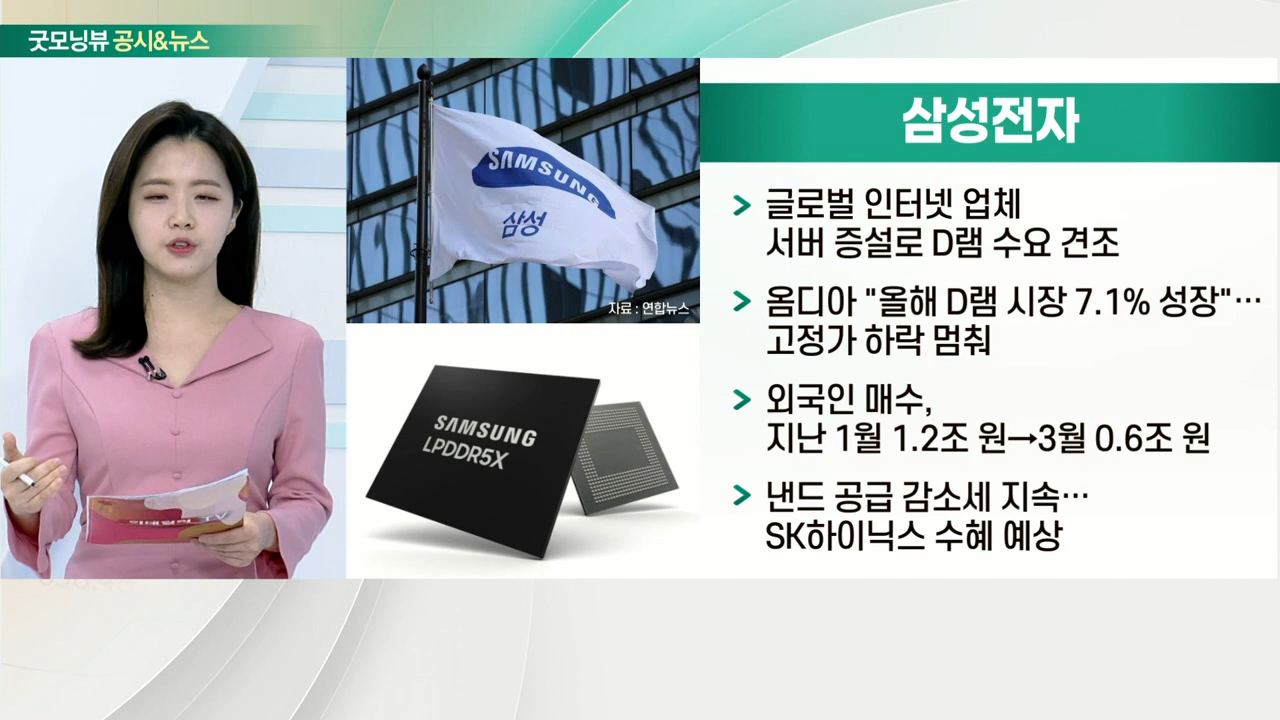 굿모닝뷰 공시&뉴스
SAMSUNG
삼성
자료 : 연합뉴스
SAMSUNG
LPDDR5X
삼성전자
글로벌 인터넷 업체
서버 증설로 D램 수요 견조
옴디아 "올해 D램 시장 7.1% 성장"…
고정가 하락 멈춰
외국인 매수,
지난 1월 1.2조 원→3월 0.6조 원
낸드 공급 감소세 지속…
SK하이닉스 수혜 예상